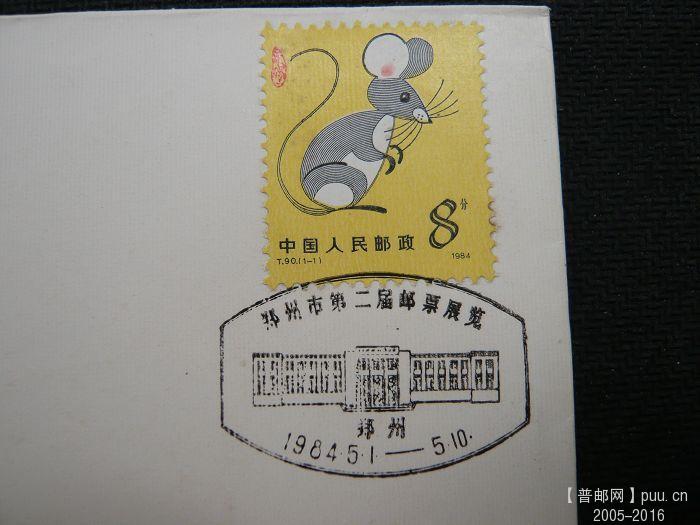 8分
中国人民邮政
T.90.(1-1) 1984
郑州市第二届邮票展览
郑州
1984.5.1.—5.10.
【普邮网】puu.cn
2005-2016